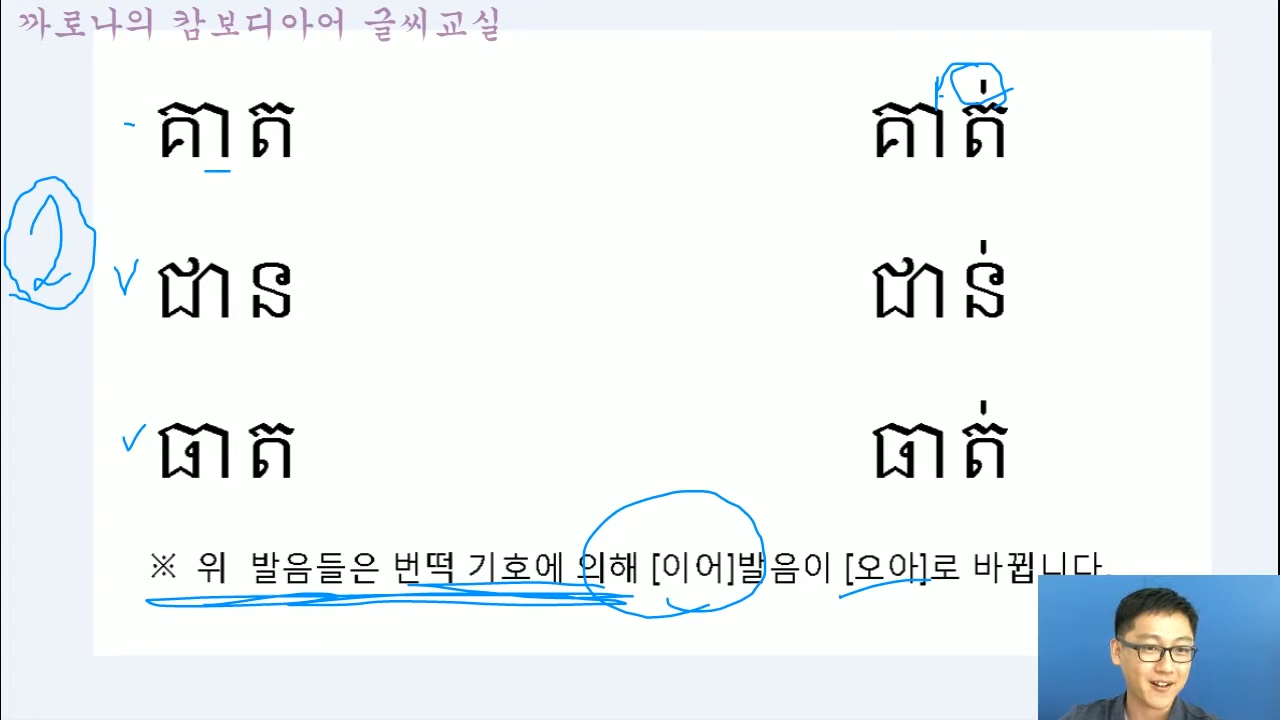 까로나의 캄보디아어 글씨교실
គាត គាត់
ជាន ជាន់
ធាត ធាត់
※ 위 발음들은 번떡 기호에 의해 [이어]발음이 [오아]로 바뀝니다.